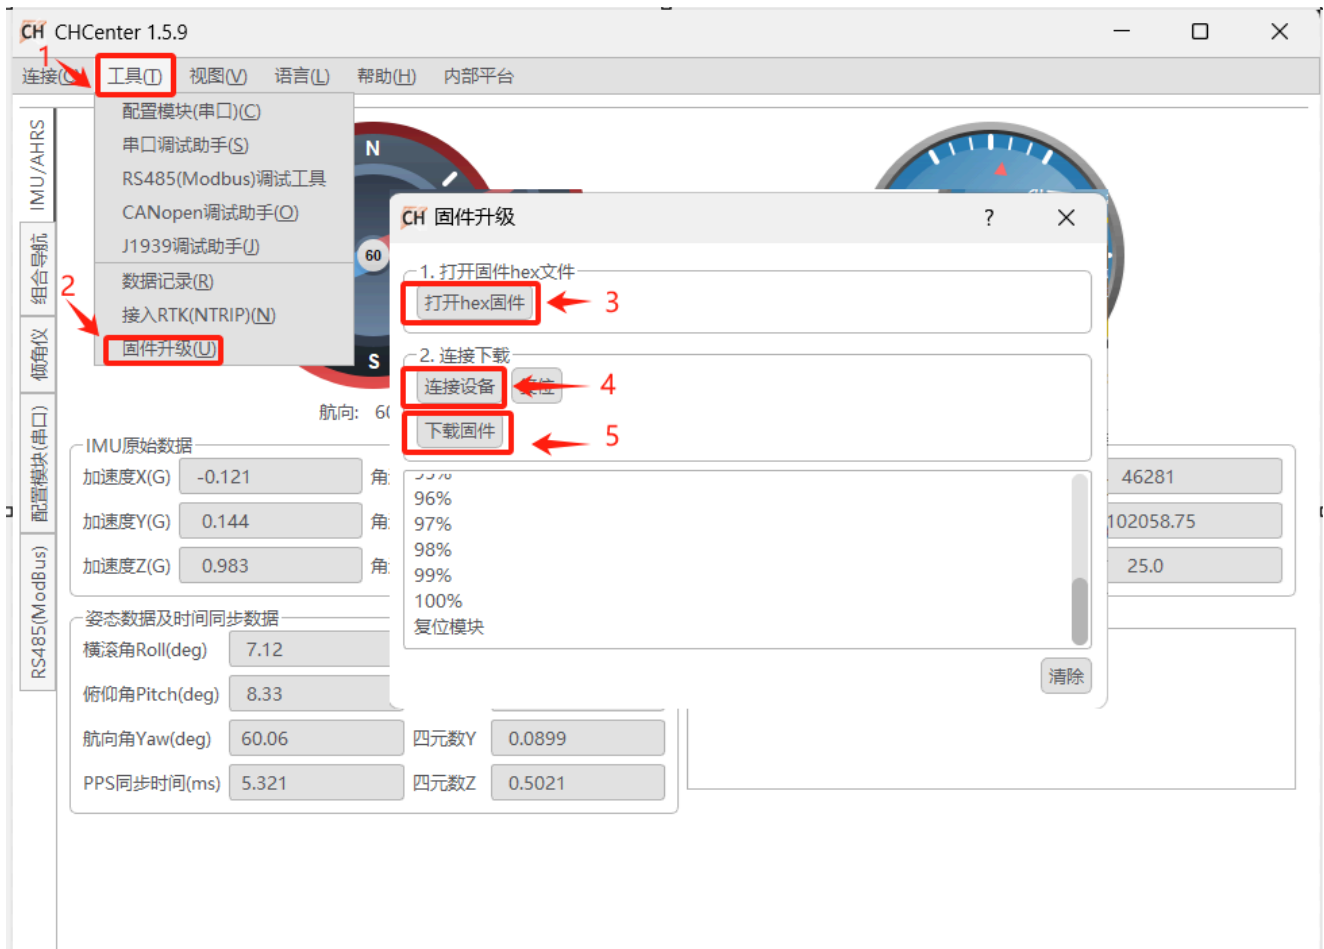 CH CHCenter 1.5.9
1
工具(T) 视图(V) 语言(L) 帮助(H) 内部平台
配置模块(串口)(C)
串口调试助手(S)
RS485(Modbus)调试工具
CANopen调试助手(O)
J1939调试助手(J)
数据记录(R)
接入RTK(NTRIP)(N)
2
固件升级(U)
IMU/AHRS
组合导航
倾角仪
配置模块(串口)
RS485(ModBus)
N
60
S
航向:
CH 固件升级
?
1. 打开固件hex文件
打开hex固件
3
2. 连接下载
连接设备
4
下载固件
5
96%
97%
98%
99%
100%
复位模块
清除
IMU原始数据
加速度X(G) -0.121 角
46281
加速度Y(G) 0.144 角
102058.75
加速度Z(G) 0.983 角
25.0
姿态数据及时间同步数据
横滚角Roll(deg) 7.12
俯仰角Pitch(deg) 8.33
航向角Yaw(deg) 60.06 四元数Y 0.0899
PPS同步时间(ms) 5.321 四元数Z 0.5021